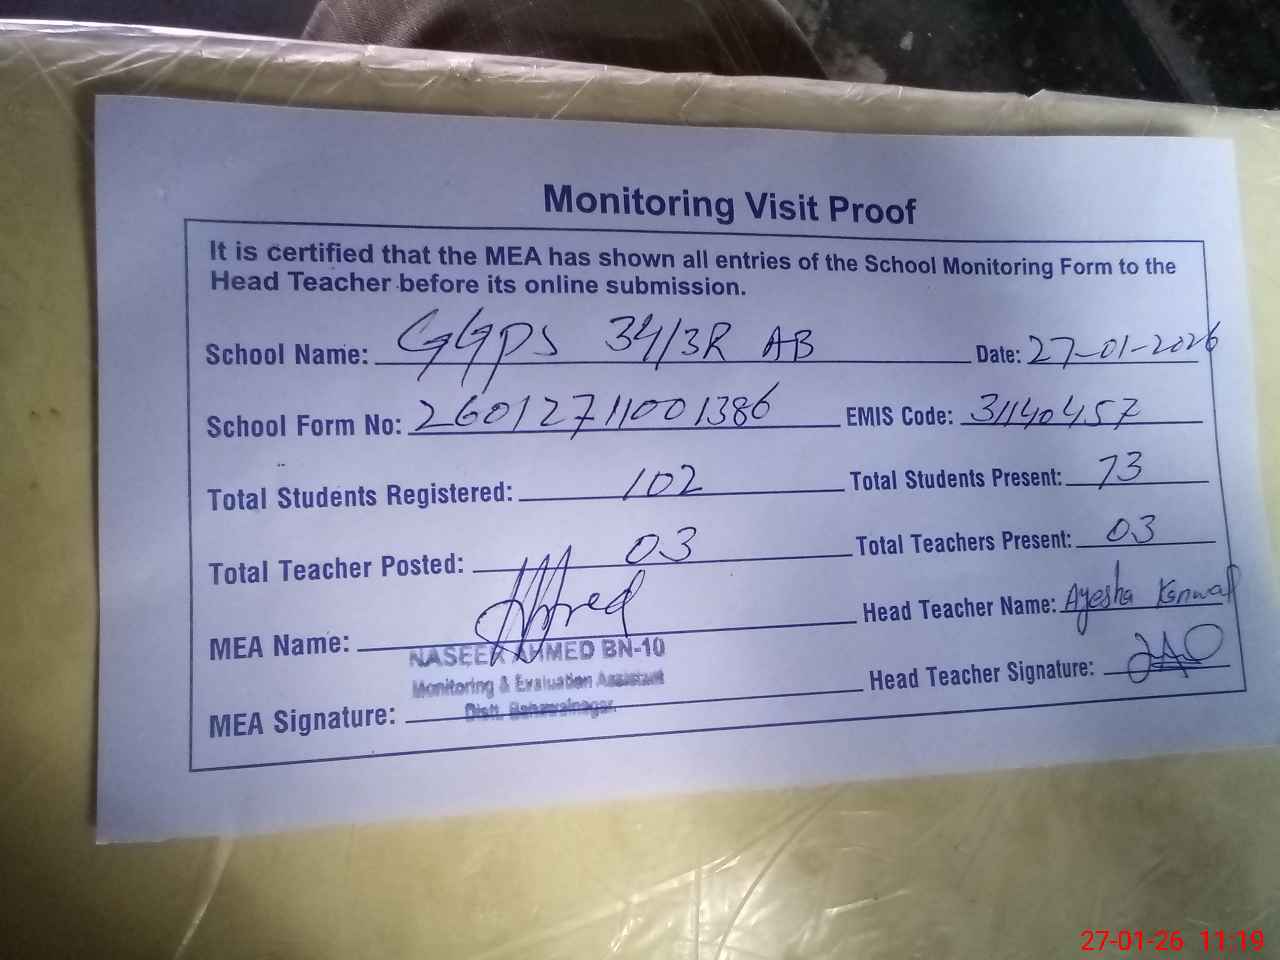 Monitoring Visit Proof
It is certified that the MEA has shown all entries of the School Monitoring Form to the
Head Teacher before its online submission.
School Name: GGPS 34/3R AB Date: 27-01-2026
School Form No: 26012711001386 EMIS Code: 31140457
Total Students Registered: 102 Total Students Present: 73
Total Teacher Posted: 03 Total Teachers Present: 03
MEA Name: Head Teacher Name: Ayesha Kanwal
NASEER AHMED BN-10
Monitoring & Evaluation Assistant
Distt. Bahawalnagar.
MEA Signature: Head Teacher Signature:
27-01-26 11:19